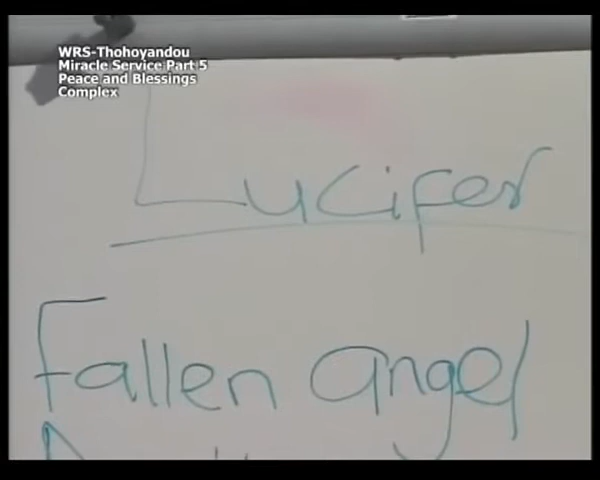 WRS-Thohoyandou
Miracle Service Part 5
Peace and Blessings
Complex
Lucifer
Fallen angel